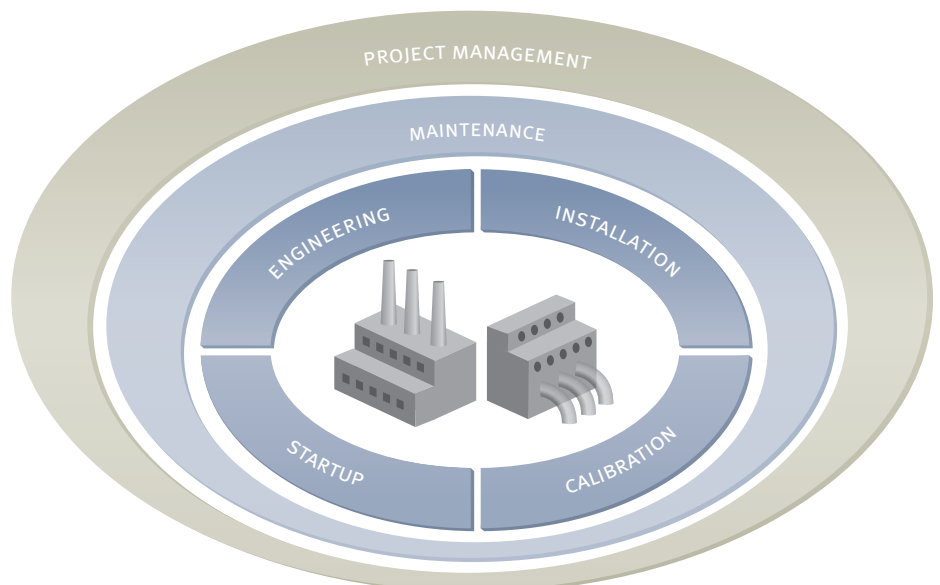 PROJECT MANAGEMENT
MAINTENANCE
ENGINEERING
INSTALLATION
STARTUP
CALIBRATION